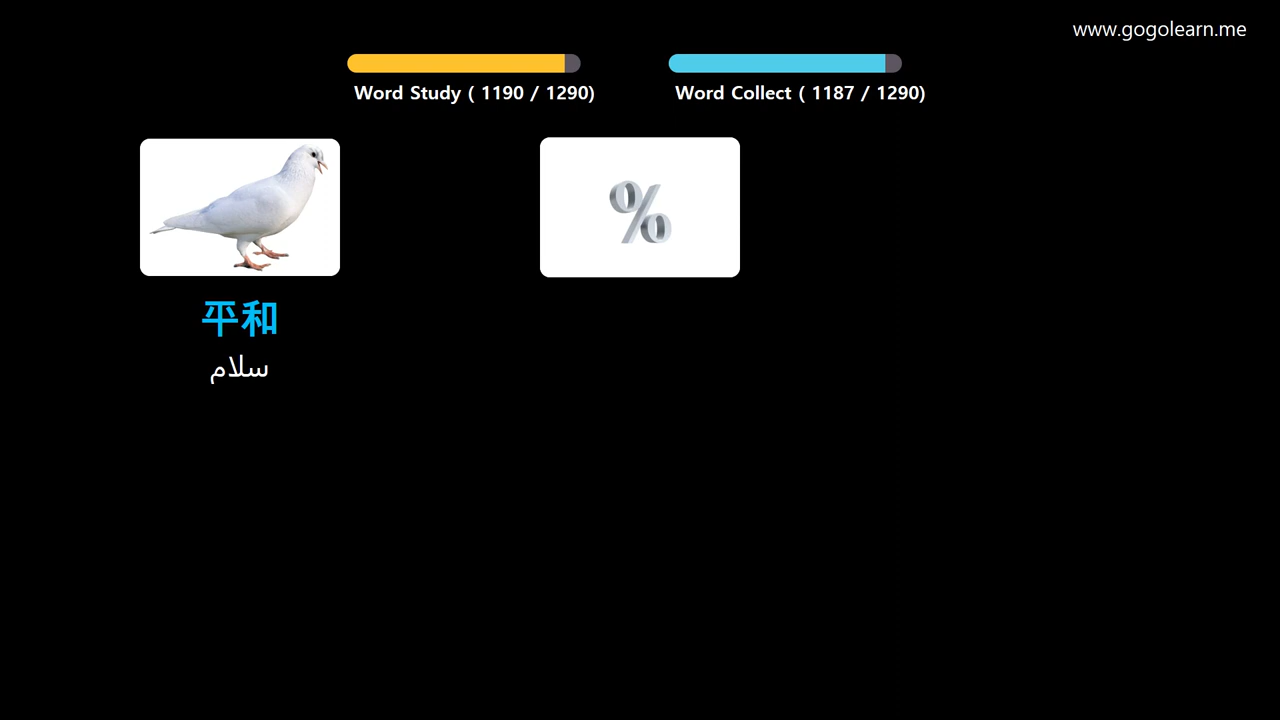 www.gogolearn.me
Word Study ( 1190 / 1290)
Word Collect ( 1187 / 1290)
%
平和
سلام